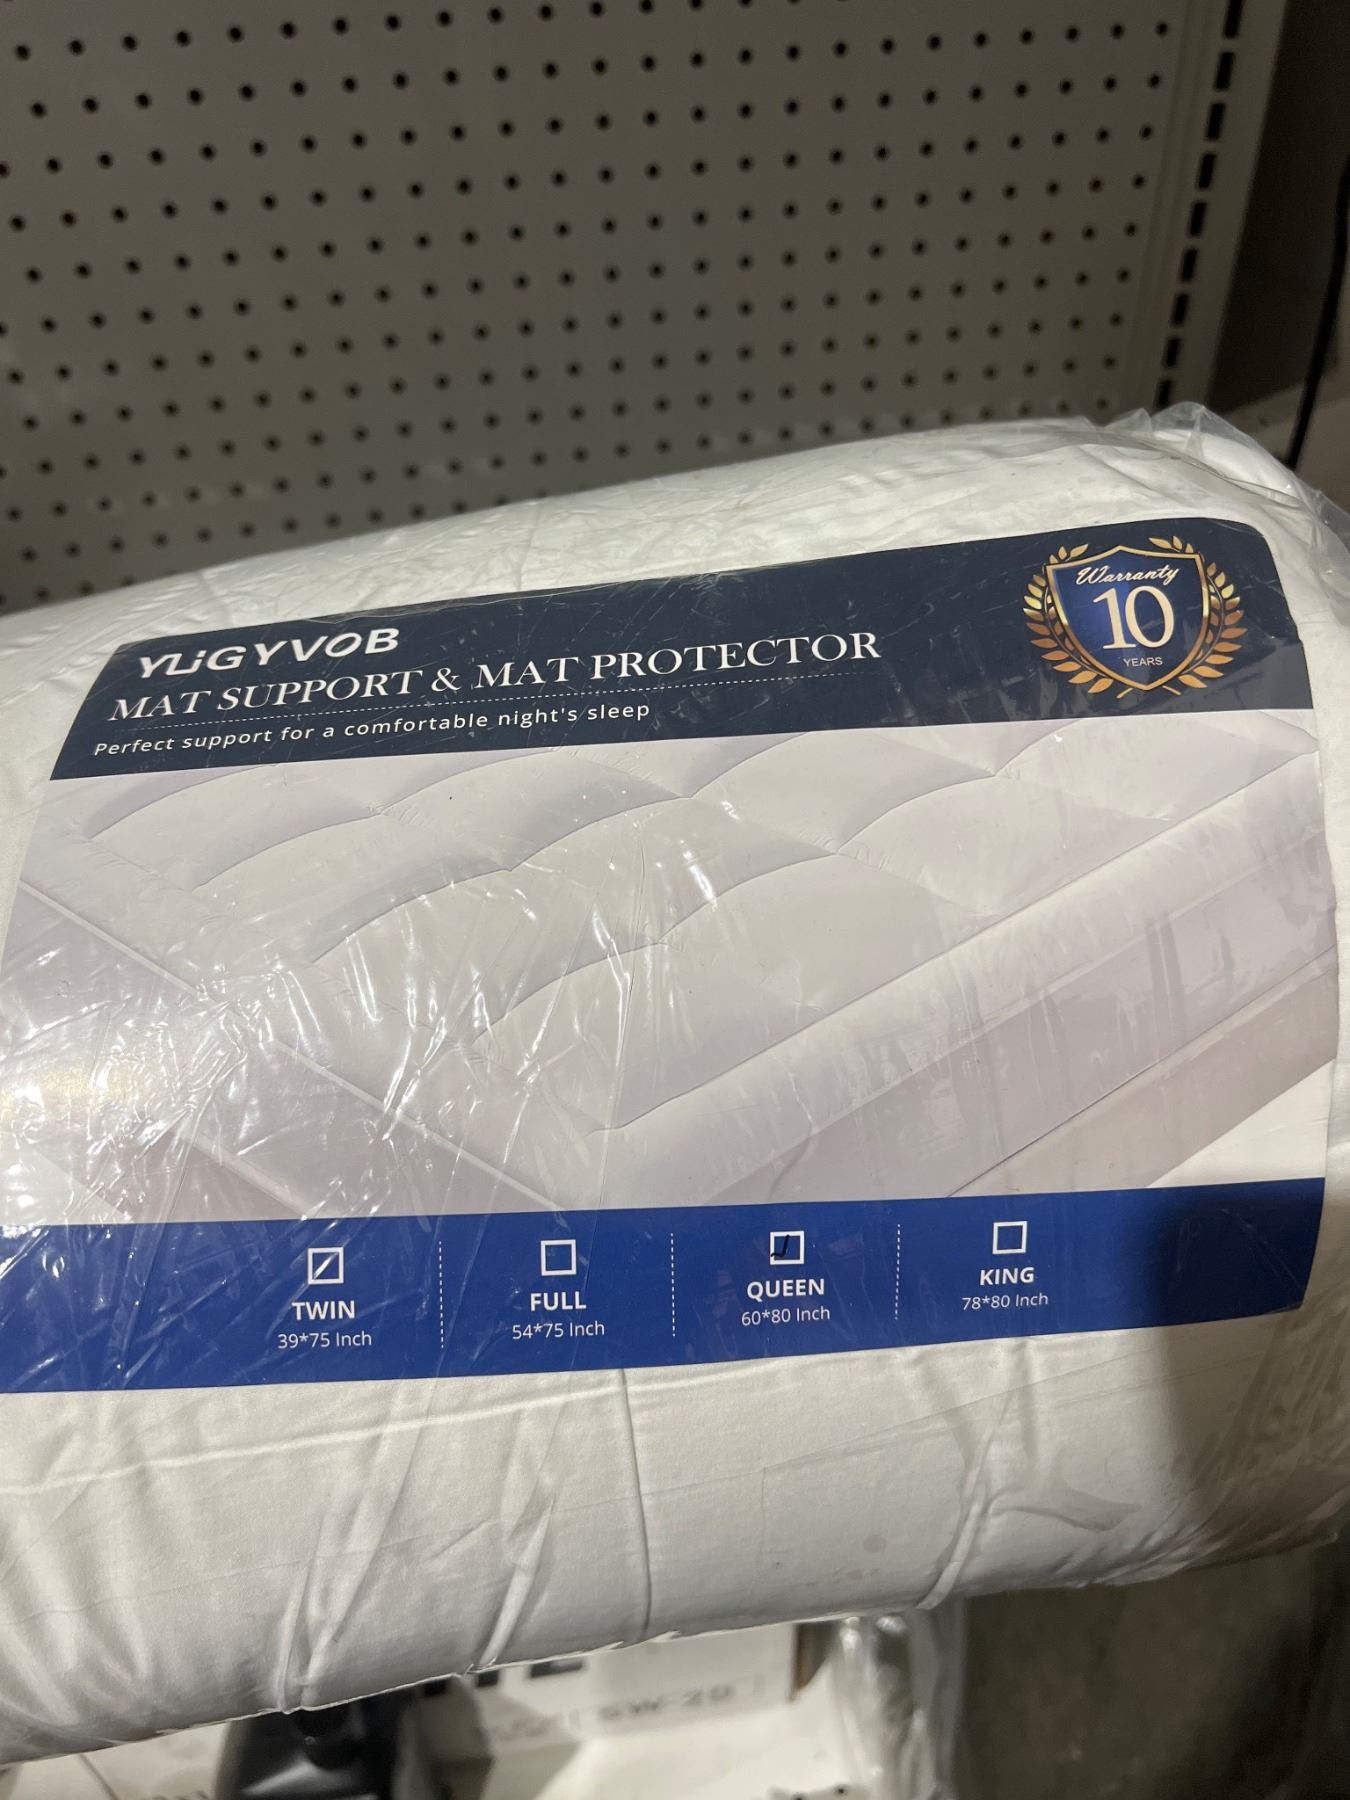 YUGYVOB
MAT SUPPORT & MAT PROTECTOR
Perfect support for a comfortable night's sleep
Warranty
10
YEARS
TWIN
39*75 Inch
FULL
54*75 Inch
QUEEN
60*80 Inch
KING
78*80 Inch